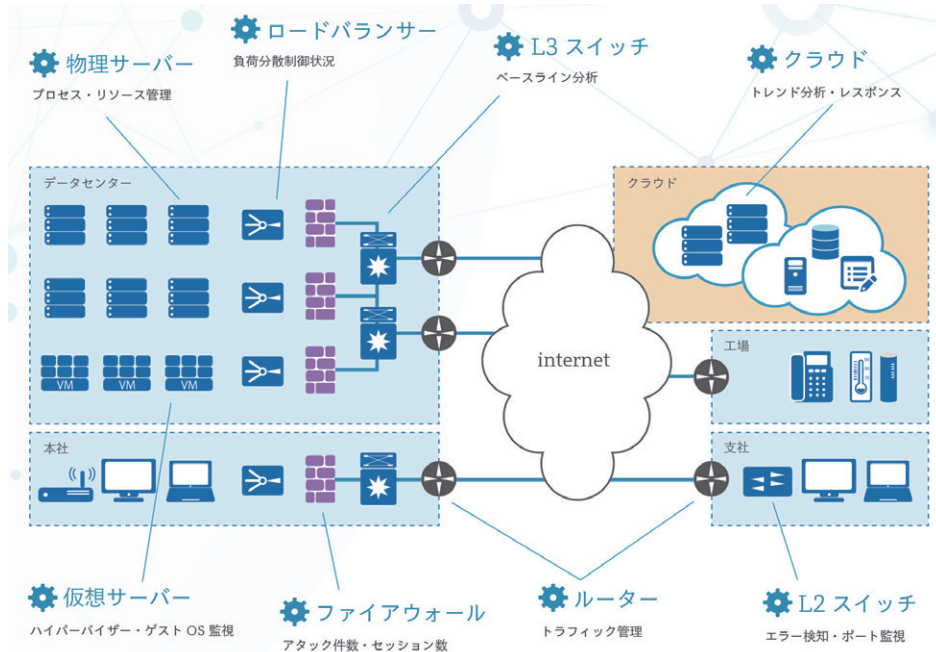 ロードバランサー
負荷分散制御状況
L3 スイッチ
ベースライン分析
物理サーバー
プロセス・リソース管理
クラウド
トレンド分析・レスポンス
データセンター
クラウド
internet
工場
VM
VM
VM
本社
支社
仮想サーバー
ハイパーバイザー・ゲスト OS 監視
ファイアウォール
アタック件数・セッション数
ルーター
トラフィック管理
L2 スイッチ
エラー検知・ポート監視